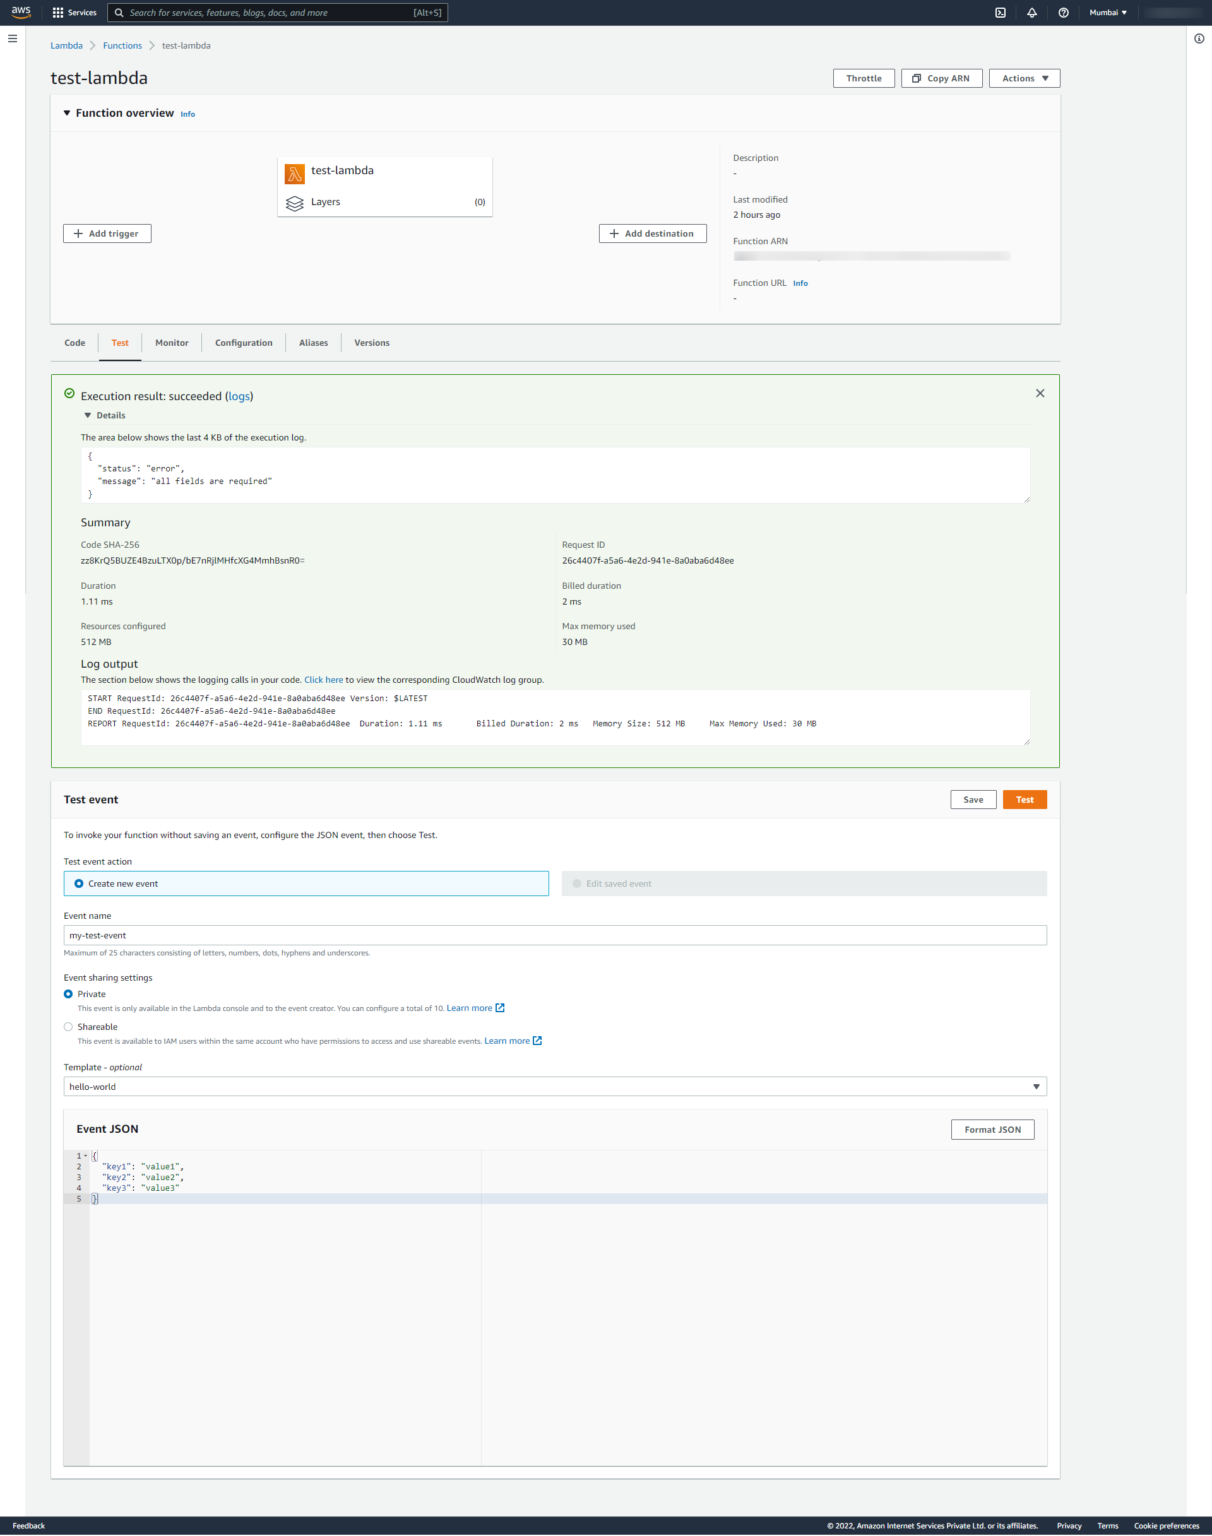 aws Services Search for services, features, blogs, docs, and more [Alt+S] Mumbai ▼
Lambda > Functions > test-lambda
test-lambda
Throttle Copy ARN Actions ▼
▼ Function overview Info
test-lambda
Layers (0)
+ Add trigger
+ Add destination
Description
-
Last modified
2 hours ago
Function ARN
Function URL Info
-
Code Test Monitor Configuration Aliases Versions
Execution result: succeeded (logs)
▼ Details
The area below shows the last 4 KB of the execution log.
{
"status": "error",
"message": "all fields are required"
}
Summary
Code SHA-256
zz8KrQ5BUZE4BzuLTX0p/bE7nRjlMHfcXG4MmhBsnR0=
Request ID
26c4407f-a5a6-4e2d-941e-8a0aba6d48ee
Duration
1.11 ms
Billed duration
2 ms
Resources configured
512 MB
Max memory used
30 MB
Log output
The section below shows the logging calls in your code. Click here to view the corresponding CloudWatch log group.
START RequestId: 26c4407f-a5a6-4e2d-941e-8a0aba6d48ee Version: $LATEST
END RequestId: 26c4407f-a5a6-4e2d-941e-8a0aba6d48ee
REPORT RequestId: 26c4407f-a5a6-4e2d-941e-8a0aba6d48ee Duration: 1.11 ms Billed Duration: 2 ms Memory Size: 512 MB Max Memory Used: 30 MB
Test event
Save Test
To invoke your function without saving an event, configure the JSON event, then choose Test.
Test event action
Create new event
Edit saved event
Event name
my-test-event
Maximum of 25 characters consisting of letters, numbers, dots, hyphens and underscores.
Event sharing settings
Private
This event is only available in the Lambda console and to the event creator. You can configure a total of 10. Learn more
Shareable
This event is available to IAM users within the same account who have permissions to access and use shareable events. Learn more
Template - optional
hello-world
Event JSON
Format JSON
1 {
2 "key1": "value1",
3 "key2": "value2",
4 "key3": "value3"
5 }
Feedback © 2022, Amazon Internet Services Private Ltd. or its affiliates. Privacy Terms Cookie preferences